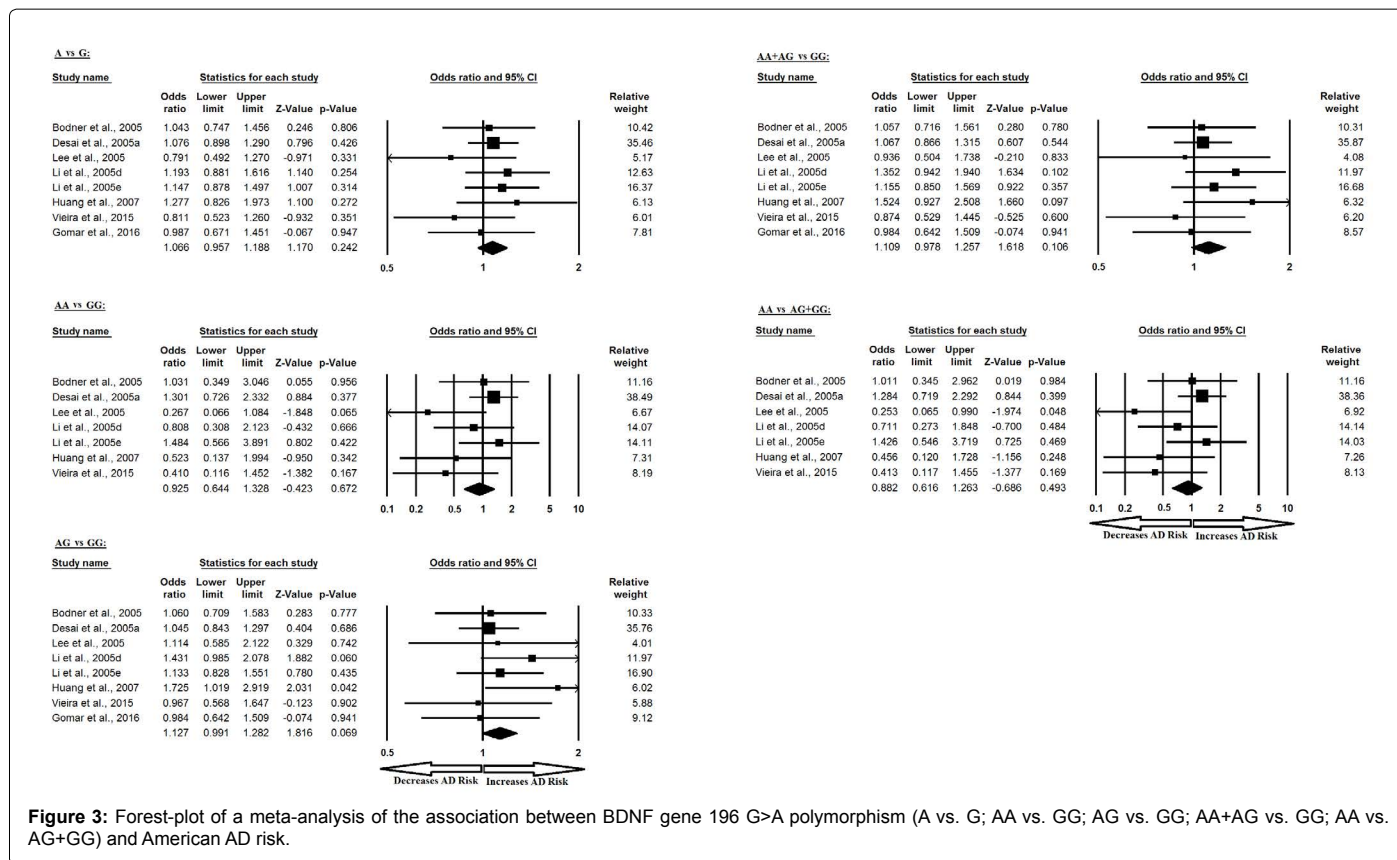 A vs G:
Study name Statistics for each study Odds ratio and 95% CI
Odds ratio Lower limit Upper limit Z-Value p-Value Relative weight
Bodner et al., 2005 1.043 0.747 1.456 0.246 0.806 10.42
Desai et al., 2005a 1.076 0.898 1.290 0.796 0.426 35.46
Lee et al., 2005 0.791 0.492 1.270 -0.971 0.331 5.17
Li et al., 2005d 1.193 0.881 1.616 1.140 0.254 12.63
Li et al., 2005e 1.147 0.878 1.497 1.007 0.314 16.37
Huang et al., 2007 1.277 0.826 1.973 1.100 0.272 6.13
Vieira et al., 2015 0.811 0.523 1.260 -0.932 0.351 6.01
Gomar et al., 2016 0.987 0.671 1.451 -0.067 0.947 7.81
1.066 0.957 1.188 1.170 0.242
0.5 1 2
AA vs GG:
Study name Statistics for each study Odds ratio and 95% CI
Odds ratio Lower limit Upper limit Z-Value p-Value Relative weight
Bodner et al., 2005 1.031 0.349 3.046 0.055 0.956 11.16
Desai et al., 2005a 1.301 0.726 2.332 0.884 0.377 38.49
Lee et al., 2005 0.267 0.066 1.084 -1.848 0.065 6.67
Li et al., 2005d 0.808 0.308 2.123 -0.432 0.666 14.07
Li et al., 2005e 1.484 0.566 3.891 0.802 0.422 14.11
Huang et al., 2007 0.523 0.137 1.994 -0.950 0.342 7.31
Vieira et al., 2015 0.410 0.116 1.452 -1.382 0.167 8.19
0.925 0.644 1.328 -0.423 0.672
0.1 0.2 0.5 1 2 5 10
AG vs GG:
Study name Statistics for each study Odds ratio and 95% CI
Odds ratio Lower limit Upper limit Z-Value p-Value Relative weight
Bodner et al., 2005 1.060 0.709 1.583 0.283 0.777 10.33
Desai et al., 2005a 1.045 0.843 1.297 0.404 0.686 35.76
Lee et al., 2005 1.114 0.585 2.122 0.329 0.742 4.01
Li et al., 2005d 1.431 0.985 2.078 1.882 0.060 11.97
Li et al., 2005e 1.133 0.828 1.551 0.780 0.435 16.90
Huang et al., 2007 1.725 1.019 2.919 2.031 0.042 6.02
Vieira et al., 2015 0.967 0.568 1.647 -0.123 0.902 5.88
Gomar et al., 2016 0.984 0.642 1.509 -0.074 0.941 9.12
1.127 0.991 1.282 1.816 0.069
0.5 1 2
Decreases AD Risk Increases AD Risk
AA+AG vs GG:
Study name Statistics for each study Odds ratio and 95% CI
Odds ratio Lower limit Upper limit Z-Value p-Value Relative weight
Bodner et al., 2005 1.057 0.716 1.561 0.280 0.780 10.31
Desai et al., 2005a 1.067 0.866 1.315 0.607 0.544 35.87
Lee et al., 2005 0.936 0.504 1.738 -0.210 0.833 4.08
Li et al., 2005d 1.352 0.942 1.940 1.634 0.102 11.97
Li et al., 2005e 1.155 0.850 1.569 0.922 0.357 16.68
Huang et al., 2007 1.524 0.927 2.508 1.660 0.097 6.32
Vieira et al., 2015 0.874 0.529 1.445 -0.525 0.600 6.20
Gomar et al., 2016 0.984 0.642 1.509 -0.074 0.941 8.57
1.109 0.978 1.257 1.618 0.106
0.5 1 2
AA vs AG+GG:
Study name Statistics for each study Odds ratio and 95% CI
Odds ratio Lower limit Upper limit Z-Value p-Value Relative weight
Bodner et al., 2005 1.011 0.345 2.962 0.019 0.984 11.16
Desai et al., 2005a 1.284 0.719 2.292 0.844 0.399 38.36
Lee et al., 2005 0.253 0.065 0.990 -1.974 0.048 6.92
Li et al., 2005d 0.711 0.273 1.848 -0.700 0.484 14.14
Li et al., 2005e 1.426 0.546 3.719 0.725 0.469 14.03
Huang et al., 2007 0.456 0.120 1.728 -1.156 0.248 7.26
Vieira et al., 2015 0.413 0.117 1.455 -1.377 0.169 8.13
0.882 0.616 1.263 -0.686 0.493
0.1 0.2 0.5 1 2 5 10
Decreases AD Risk Increases AD Risk
Figure 3: Forest-plot of a meta-analysis of the association between BDNF gene 196 G>A polymorphism (A vs. G; AA vs. GG; AG vs. GG; AA+AG vs. GG; AA vs.
AG+GG) and American AD risk.